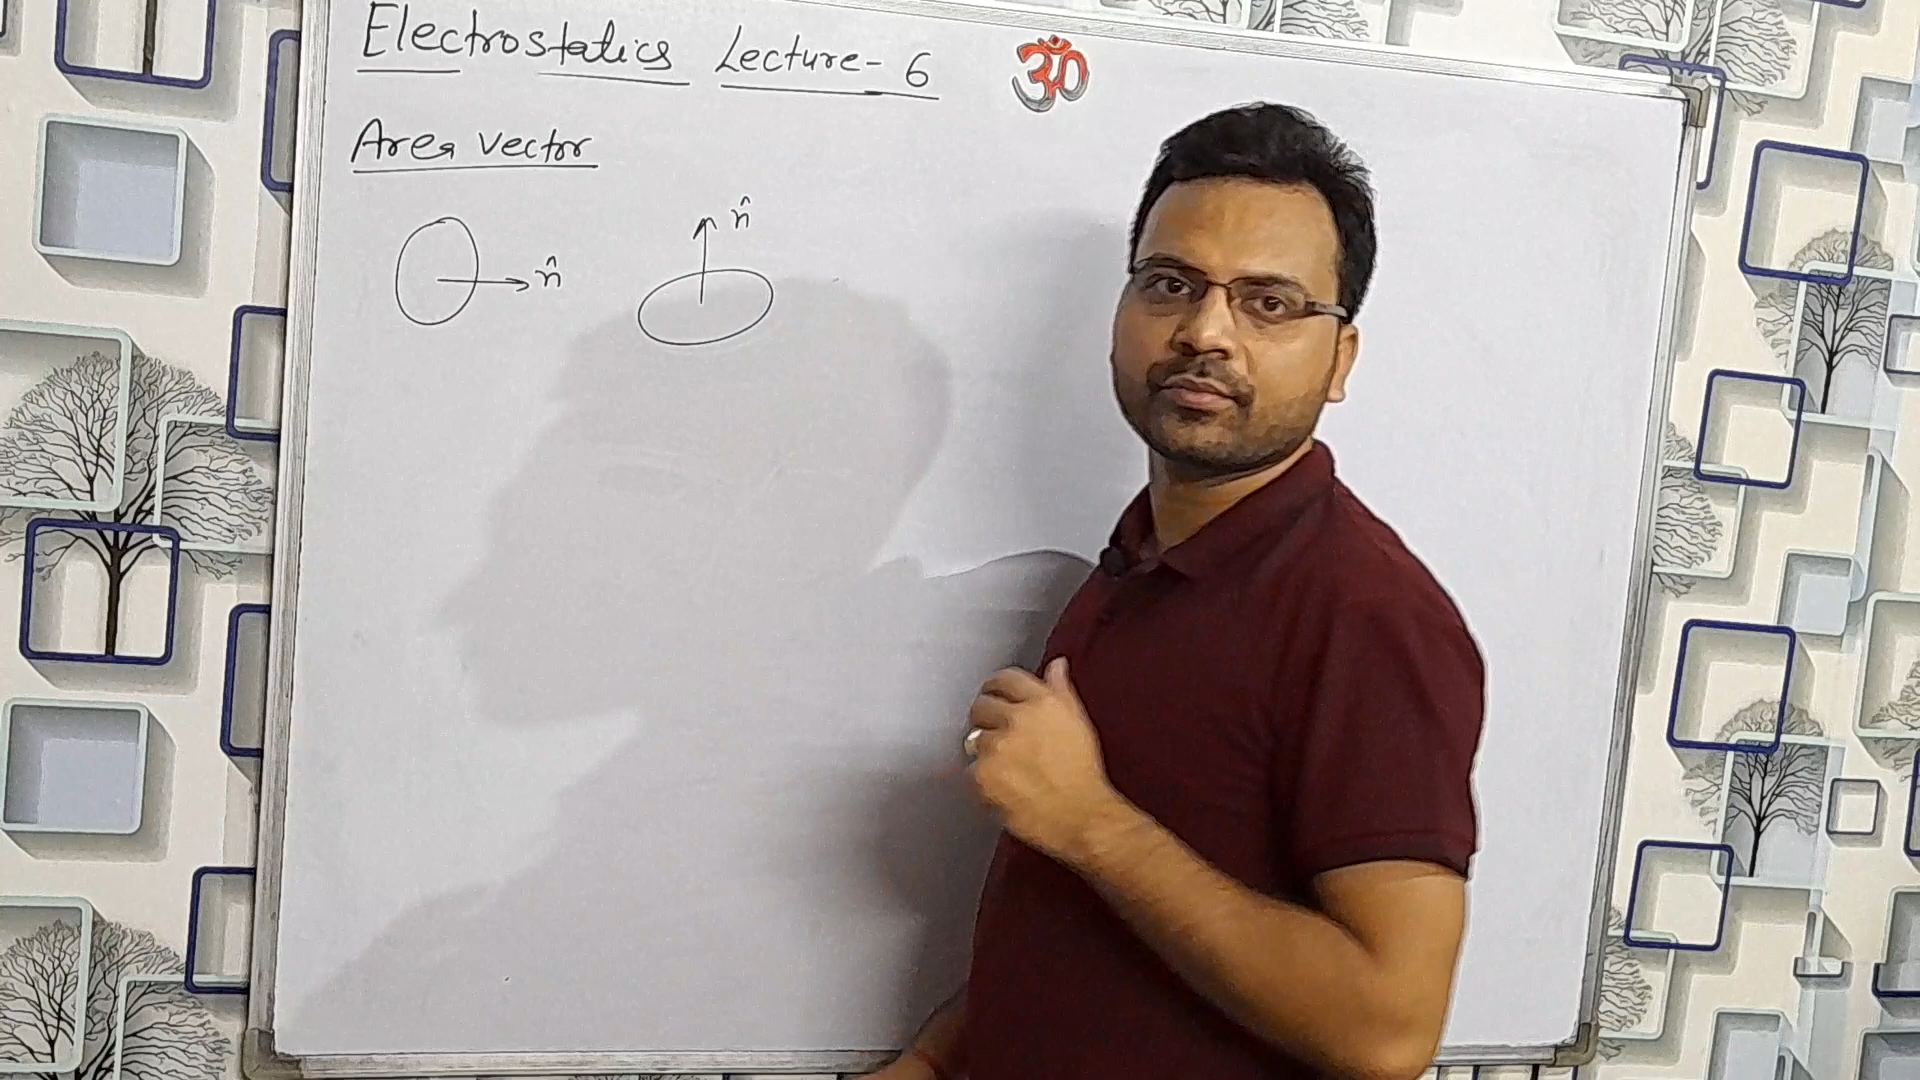 Electrostatics Lecture- 6 ॐ
Area vector
n̂
n̂